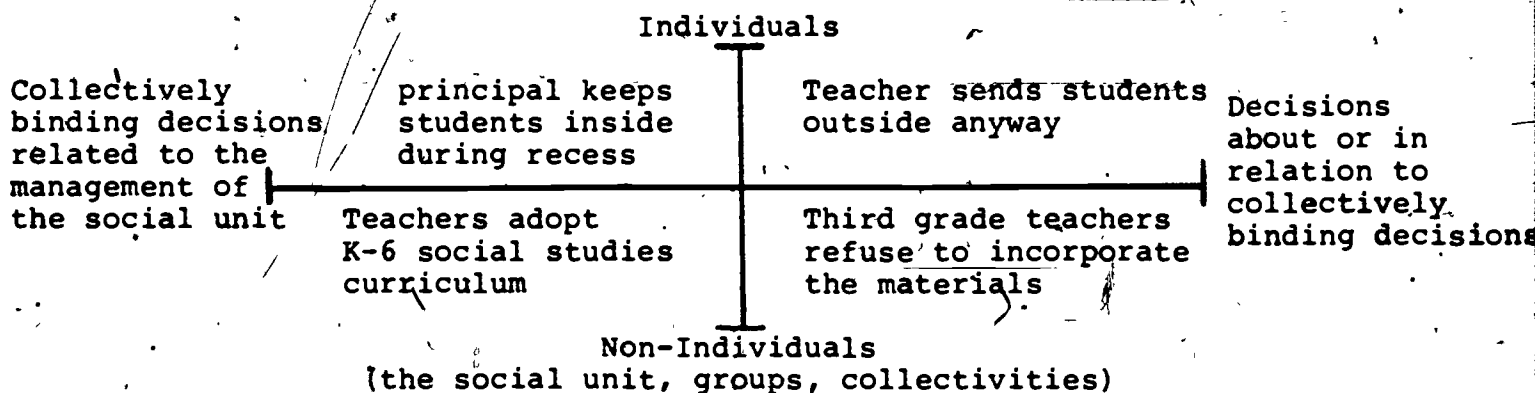 Individuals
Collectively
binding decisions
related to the
management of
the social unit
principal keeps
students inside
during recess
Teacher sends students
outside anyway
Decisions
about or in
relation to
collectively
binding decisions
Teachers adopt
K-6 social studies
curriculum
Third grade teachers
refuse to incorporate
the materials
Non-Individuals
(the social unit, groups, collectivities)